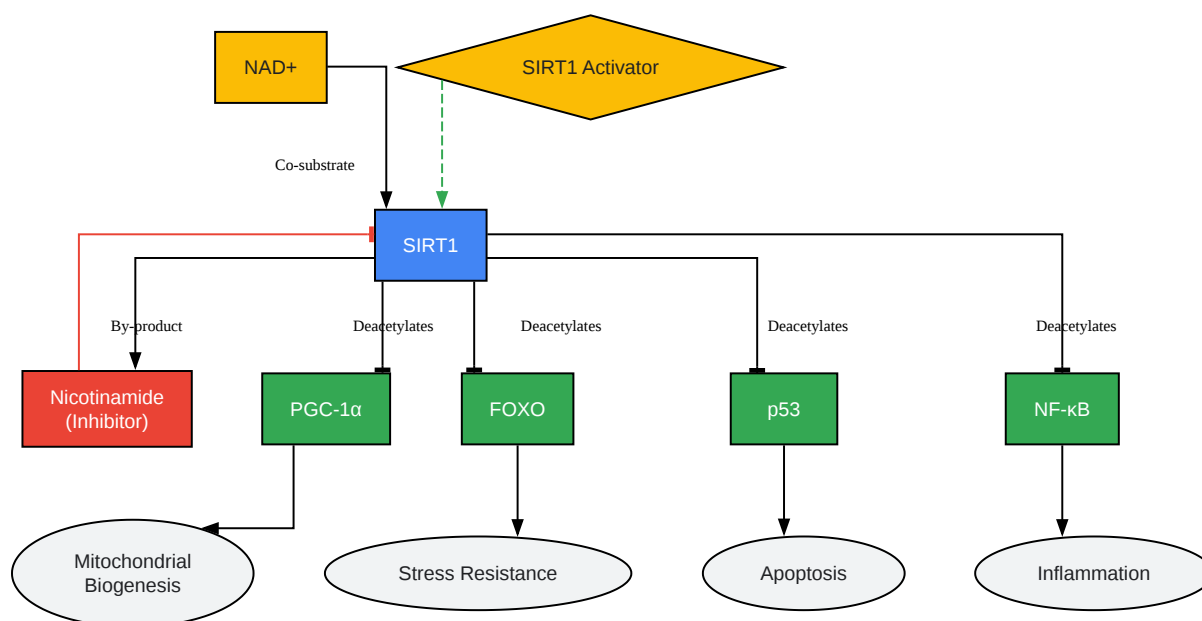 NAD+
SIRT1 Activator
Co-substrate
SIRT1
By-product
Deacetylates
Deacetylates
Deacetylates
Deacetylates
Nicotinamide
(Inhibitor)
PGC-1α
FOXO
p53
NF-κB
Mitochondrial
Biogenesis
Stress Resistance
Apoptosis
Inflammation